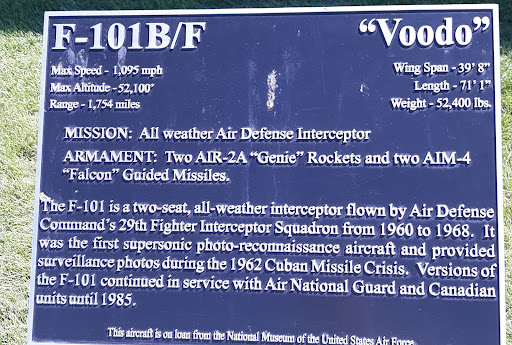 F-101B/F "Voodo"
Max Speed - 1,095 mph Wing Span - 39' 8"
Max Altitude - 52,100' Length - 71' 1"
Range - 1,754 miles Weight - 52,400 lbs.
MISSION: All weather Air Defense Interceptor
ARMAMENT: Two AIR-2A "Genie" Rockets and two AIM-4
"Falcon" Guided Missiles.
The F-101 is a two-seat, all-weather interceptor flown by Air Defense
Command's 29th Fighter Interceptor Squadron from 1960 to 1968. It
was the first supersonic photo-reconnaissance aircraft and provided
surveillance photos during the 1962 Cuban Missile Crisis. Versions of
the F-101 continued in service with Air National Guard and Canadian
units until 1985.
This aircraft is on loan from the National Museum of the United States Air Force